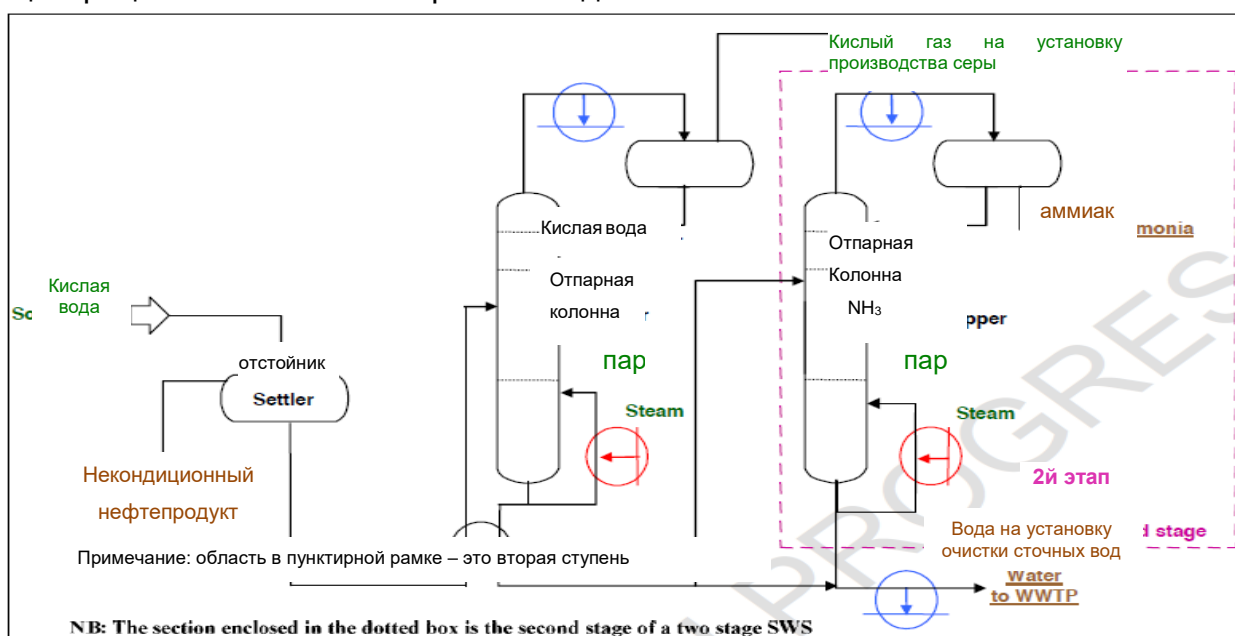 Кислый газ на установку
производства серы
Кислая вода
аммиак
monia
Отпарная
Колонна
NH₃
Отпарная
колонна
Кислая
вода
pper
пар
пар
отстойник
Settler
Steam
Steam
Некондиционный
нефтепродукт
2й этап
Вода на установку
очистки сточных вод
d stage
Примечание: область в пунктирной рамке – это вторая ступень
Water
to WWTP
NB: The section enclosed in the dotted box is the second stage of a two stage SWS
PROGRES